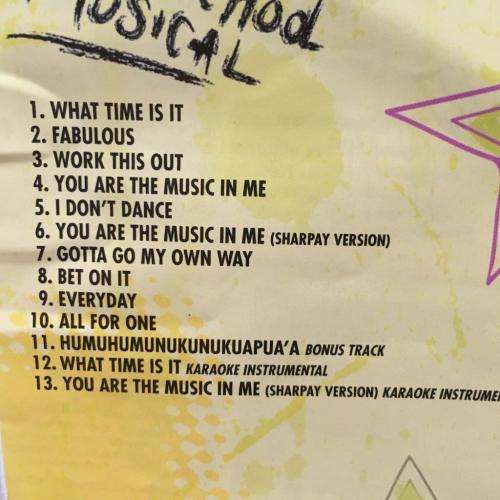 MUSICAL
1. WHAT TIME IS IT
2. FABULOUS
3. WORK THIS OUT
4. YOU ARE THE MUSIC IN ME
5. I DON'T DANCE
6. YOU ARE THE MUSIC IN ME (SHARPAY VERSION)
7. GOTTA GO MY OWN WAY
8. BET ON IT
9. EVERYDAY
10. ALL FOR ONE
11. HUMUHUMUNUKUNUKUAPUA'A BONUS TRACK
12. WHAT TIME IS IT KARAOKE INSTRUMENTAL
13. YOU ARE THE MUSIC IN ME (SHARPAY VERSION) KARAOKE